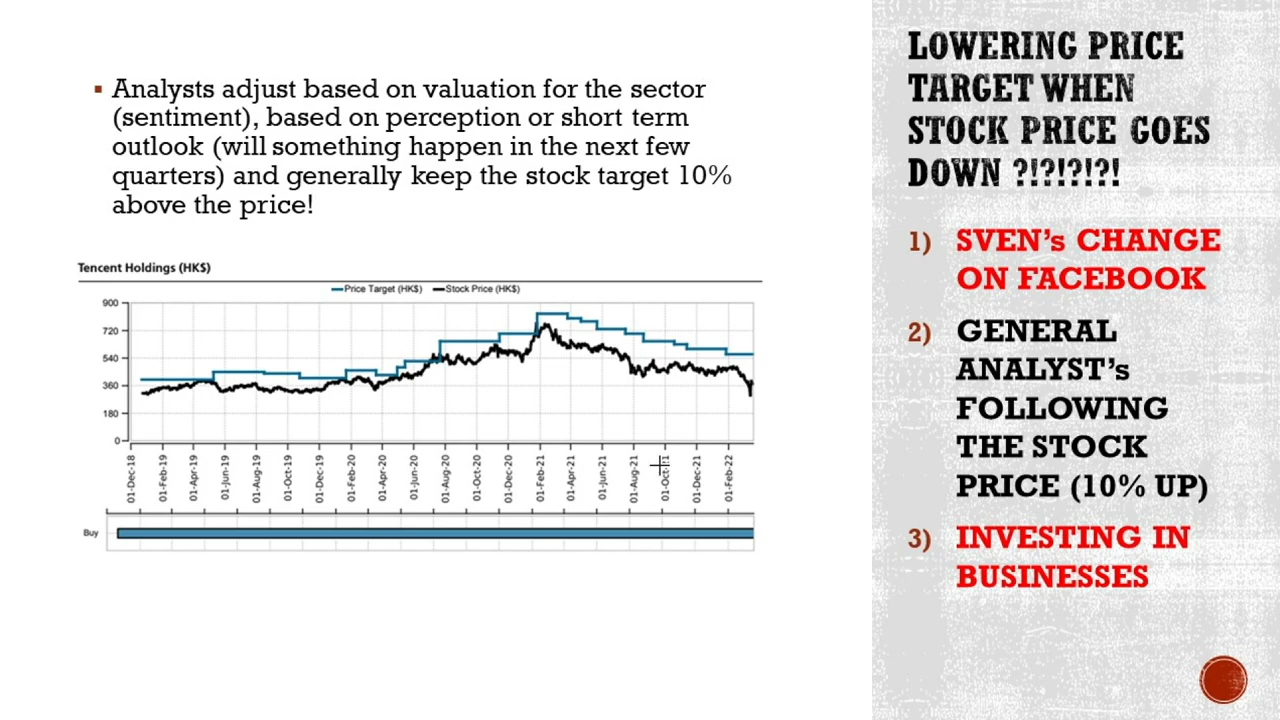 ▪ Analysts adjust based on valuation for the sector
(sentiment), based on perception or short term
outlook (will something happen in the next few
quarters) and generally keep the stock target 10%
above the price!
Tencent Holdings (HK$)
Price Target (HK$) Stock Price (HK$)
900
720
540
360
180
0
01-Dec-18
01-Feb-19
01-Apr-19
01-Jun-19
01-Aug-19
01-Oct-19
01-Dec-19
01-Feb-20
01-Apr-20
01-Jun-20
01-Aug-20
01-Oct-20
01-Dec-20
01-Feb-21
01-Apr-21
01-Jun-21
01-Aug-21
01-Oct-21
01-Dec-21
01-Feb-22
Buy
LOWERING PRICE
TARGET WHEN
STOCK PRICE GOES
DOWN ?!?!?!?!
1) SVEN's CHANGE
ON FACEBOOK
2) GENERAL
ANALYST's
FOLLOWING
THE STOCK
PRICE (10% UP)
3) INVESTING IN
BUSINESSES